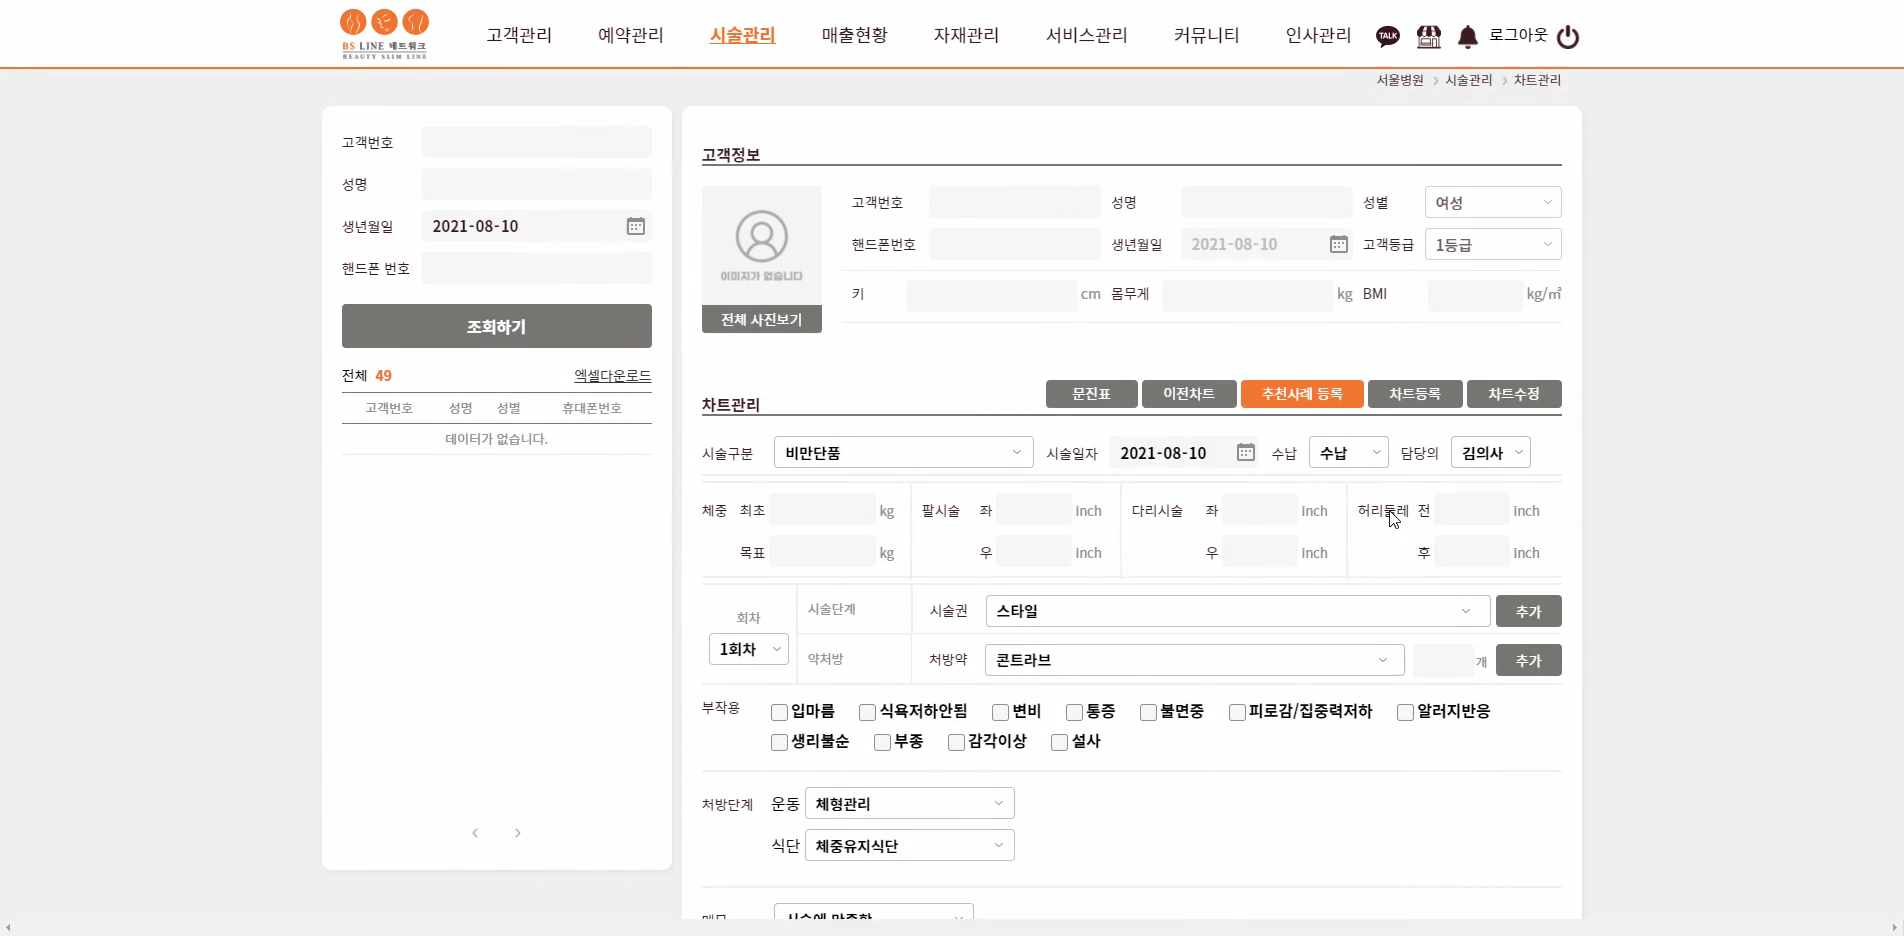 BS LINE 네트워크
BEAUTY SLIM LINE
고객관리 예약관리 시술관리 매출현황 자재관리 서비스관리 커뮤니티 인사관리 TALK 로그아웃
서울병원 > 시술관리 > 차트관리
고객번호
성명
생년월일 2021-08-10
핸드폰 번호
조회하기
전체 49 엑셀다운로드
고객번호 성명 성별 휴대폰번호
데이터가 없습니다.
고객정보
이미지가 없습니다
전체 사진보기
고객번호 성명 성별 여성
핸드폰번호 생년월일 2021-08-10 고객등급 1등급
키 cm 몸무게 kg BMI kg/㎡
차트관리 문진표 이전차트 추천사례 등록 차트등록 차트수정
시술구분 비만단품 시술일자 2021-08-10 수납 수납 담당의 김의사
체중 최초 kg 팔시술 좌 inch 다리시술 좌 inch 허리둘레 전 inch
목표 kg 우 inch 우 inch 후 inch
회차
1회차
시술단계 시술권 스타일 추가
약처방 처방약 콘트라브 개 추가
부작용 입마름 식욕저하안됨 변비 통증 불면중 피로감/집중력저하 알러지반응
생리불순 부종 감각이상 설사
처방단계 운동 체형관리
식단 체중유지식단